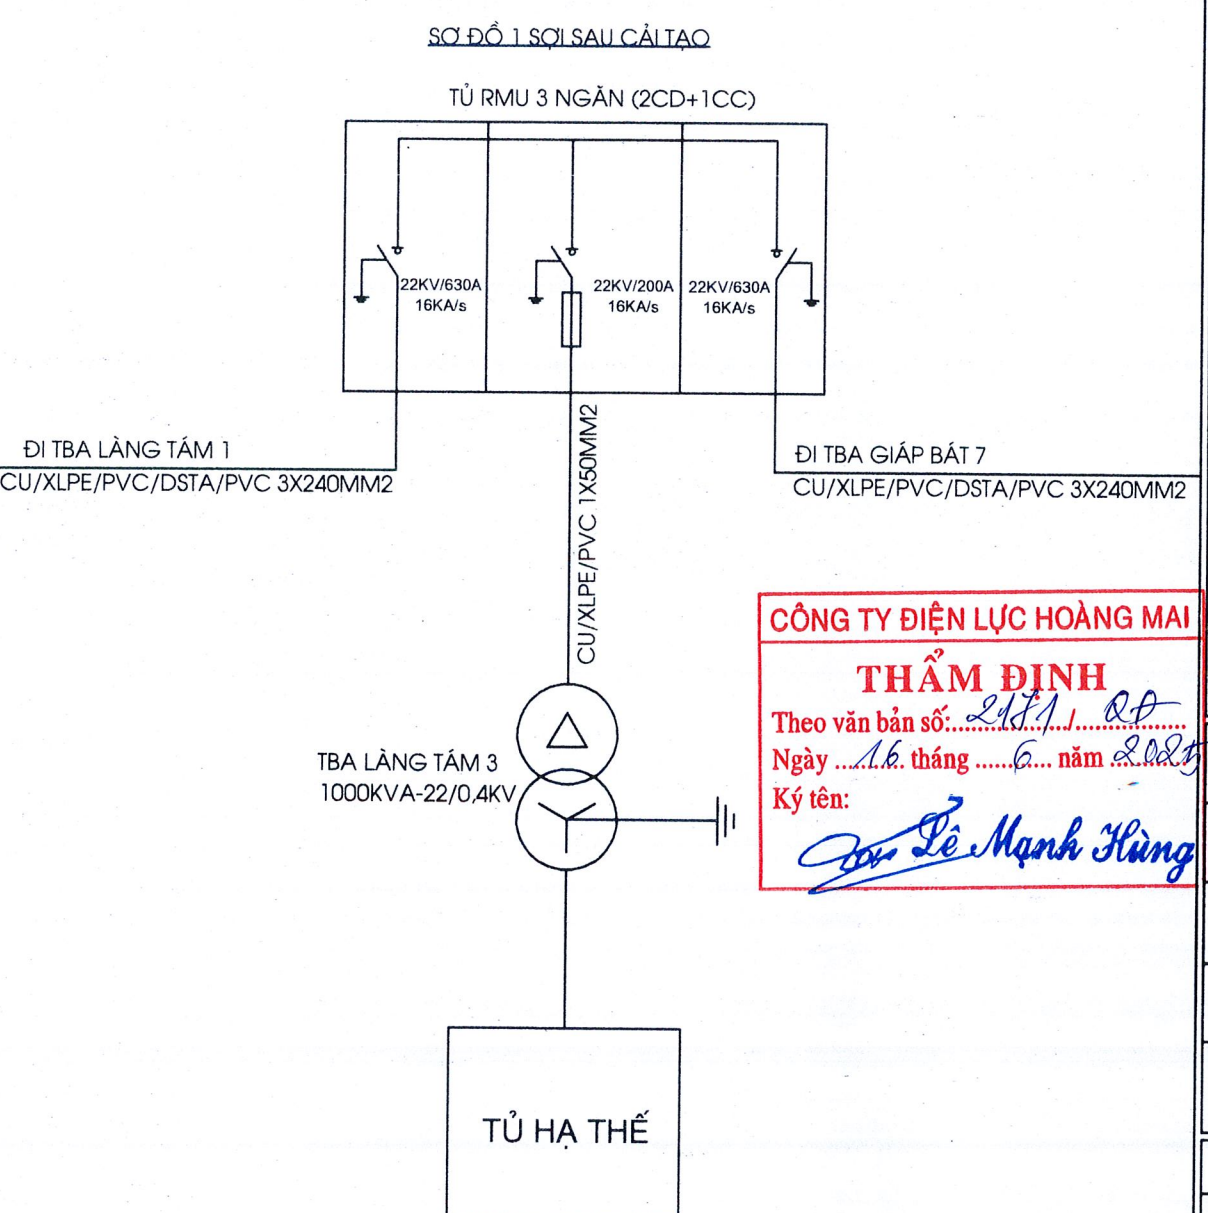 SƠ ĐỒ 1 SỢI SAU CẢI TẠO
TỦ RMU 3 NGĂN (2CD+1CC)
22KV/630A
16KA/s
22KV/200A
16KA/s
22KV/630A
16KA/s
ĐI TBA LÀNG TÁM 1
CU/XLPE/PVC/DSTA/PVC 3X240MM2
CU/XLPE/PVC 1X50MM2
ĐI TBA GIÁP BÁT 7
CU/XLPE/PVC/DSTA/PVC 3X240MM2
CÔNG TY ĐIỆN LỰC HOÀNG MAI
THẨM ĐỊNH
Theo văn bản số: 2171/ QĐ
Ngày 16 tháng 6 năm 2025
Ký tên:
Lê Mạnh Hùng
TBA LÀNG TÁM 3
1000KVA-22/0,4KV
TỦ HẠ THẾ